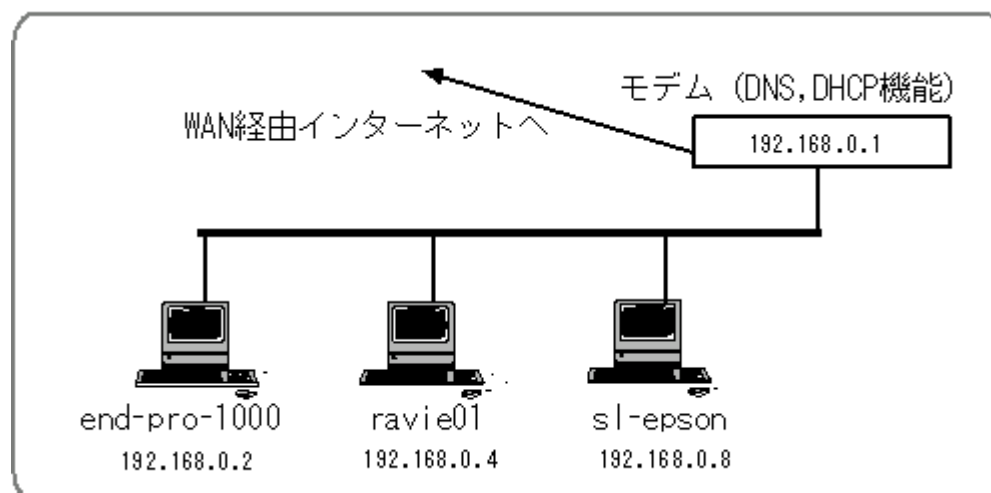 モデム (DNS,DHCP機能)
WAN経由インターネットへ
192.168.0.1
end-pro-1000
ravie01
sl-epson
192.168.0.2
192.168.0.4
192.168.0.8